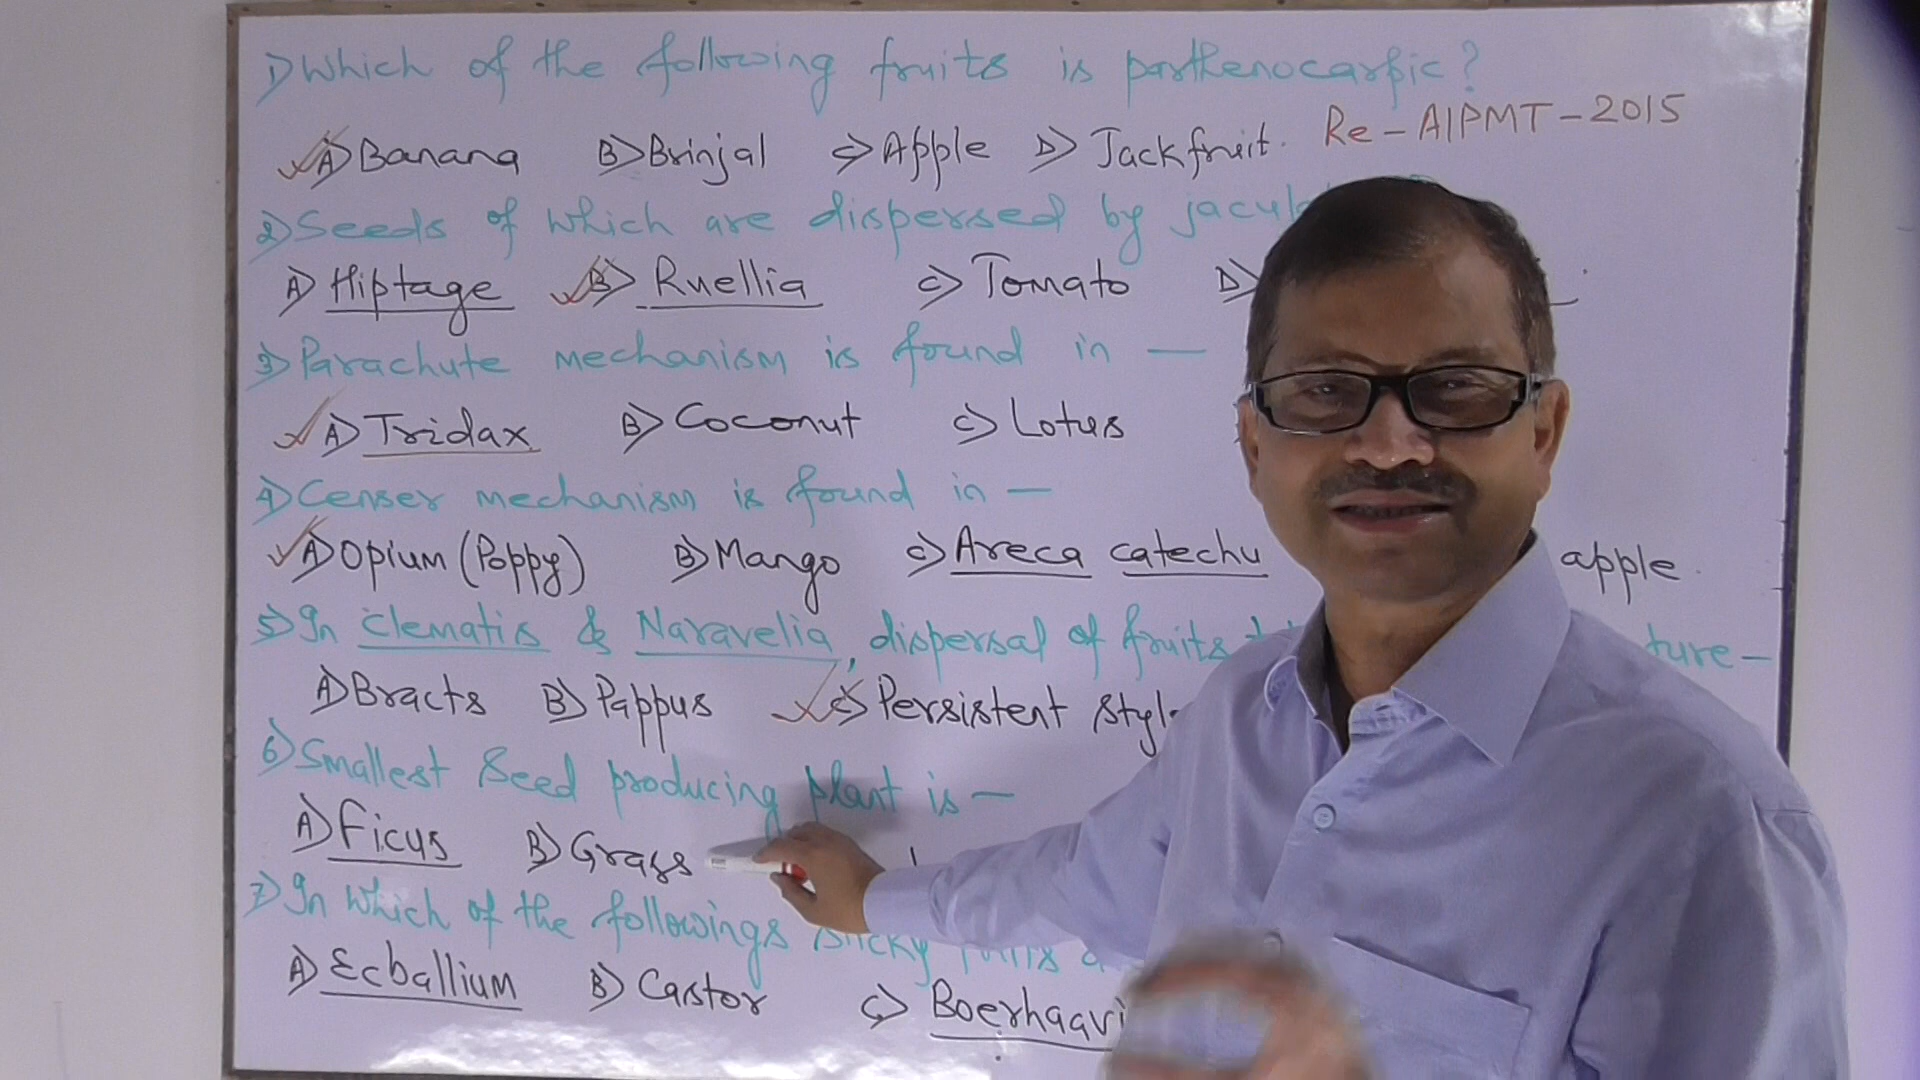 1) Which of the following fruits is parthenocarpic?
Re-AIPMT-2015
A) Banana B) Brinjal C) Apple D) Jackfruit.
2) Seeds of which are dispersed by
A) Hiptage B) Ruellia C) Tomato D)
3) Parachute mechanism is found in —
A) Tridax B) Coconut C) Lotus
4) Censer mechanism is found in —
A) Opium (Poppy) B) Mango C) Areca catechu apple.
5) In Clematis & Naravelia, dispersal of fruits
A) Bracts B) Pappus C) Persistent
6) Smallest seed producing plant is —
A) Ficus B) Grass
7) In which of the followings sticky
A) Ecballium B) Castor C)